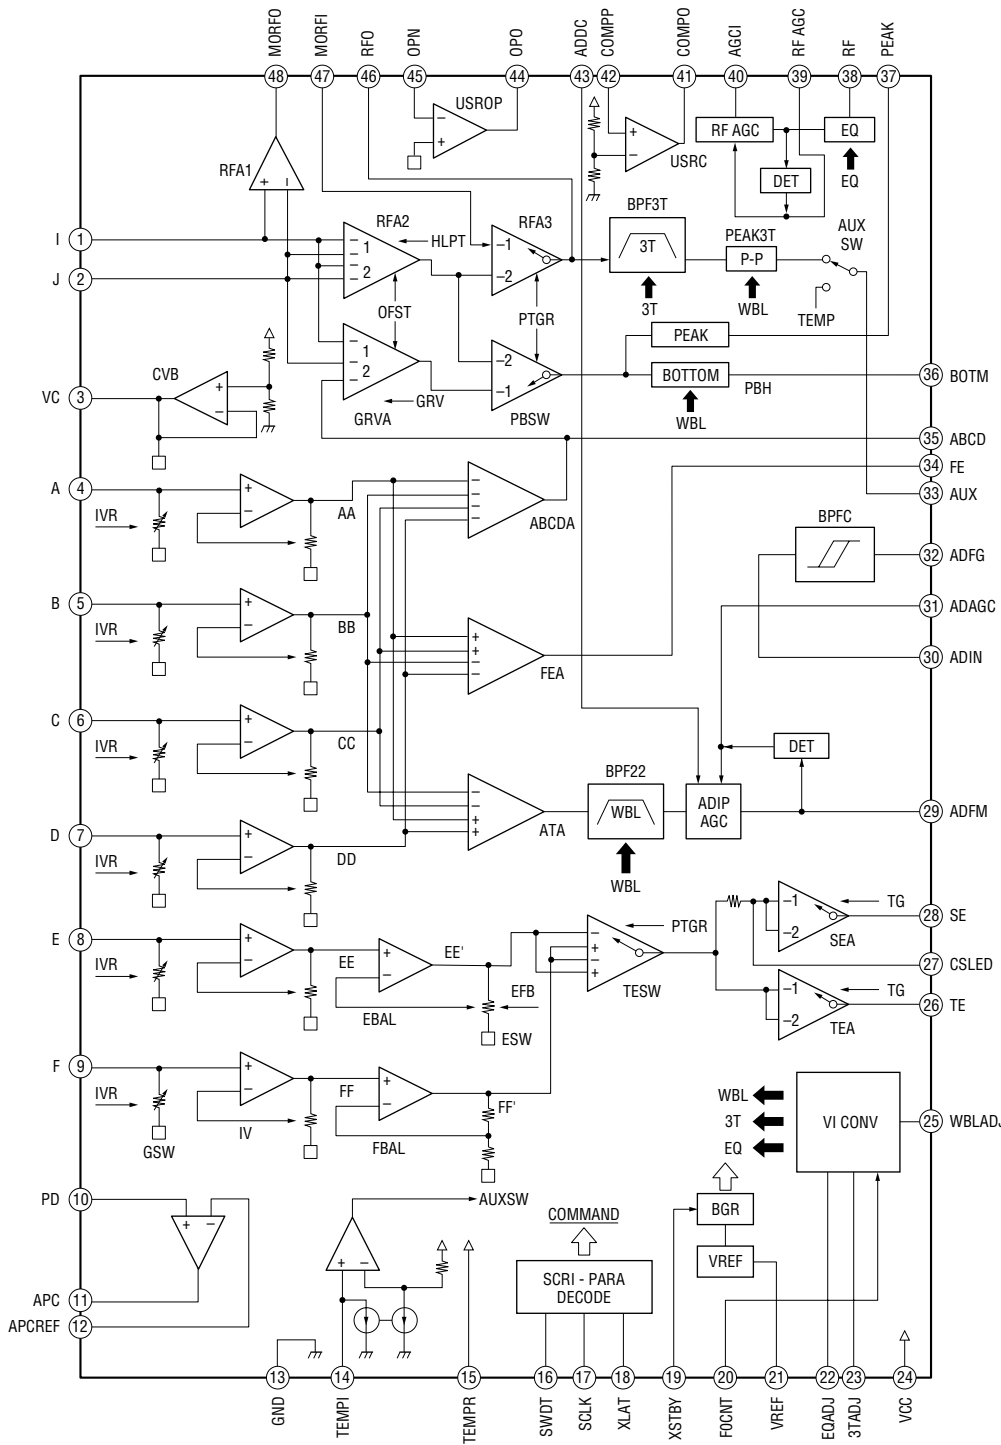 MORFO
MORFI
RFO
OPN
OPO
ADDC
COMPP
COMPO
AGCI
RF AGC
RF
PEAK
48
47
46
45
44
43
42
41
40
39
38
37
USROP
−
+
RFA1
+ −
+
−
USRC
RF AGC
EQ
DET
EQ
I 1
J 2
RFA2
−1
−2
HLPT
RFA3
−1
−2
BPF3T
3T
3T
PEAK3T
P-P
WBL
AUX
SW
TEMP
OFST
PTGR
−1
−2
GRVA
GRV
−2
−1
PBSW
PEAK
BOTTOM
PBH
WBL
36 BOTM
VC 3
CVB
+
−
35 ABCD
34 FE
33 AUX
A 4
IVR
+
−
AA
−
−
−
−
ABCDA
BPFC
32 ADFG
31 ADAGC
30 ADIN
B 5
IVR
+
−
BB
+
+
−
−
FEA
C 6
IVR
+
−
CC
DET
BPF22
WBL
WBL
ADIP
AGC
29 ADFM
−
−
+
+
ATA
D 7
IVR
+
−
DD
E 8
IVR
+
−
EE
+
−
EE'
EBAL
EFB
ESW
−
+
−
+
PTGR
TESW
−1
−2
TG
SEA
28 SE
27 CSLED
−1
−2
TG
TEA
26 TE
F 9
IVR
GSW
+
−
IV
FF
+
−
FBAL
FF'
WBL
3T
EQ
VI CONV
25 WBLADJ
PD 10
+ −
APC 11
APCREF 12
AUXSW
+ −
COMMAND
SCRI - PARA
DECODE
BGR
VREF
13
14
15
16
17
18
19
20
21
22
23
24
GND
TEMPI
TEMPR
SWDT
SCLK
XLAT
XSTBY
F0CNT
VREF
EQADJ
3TADJ
VCC